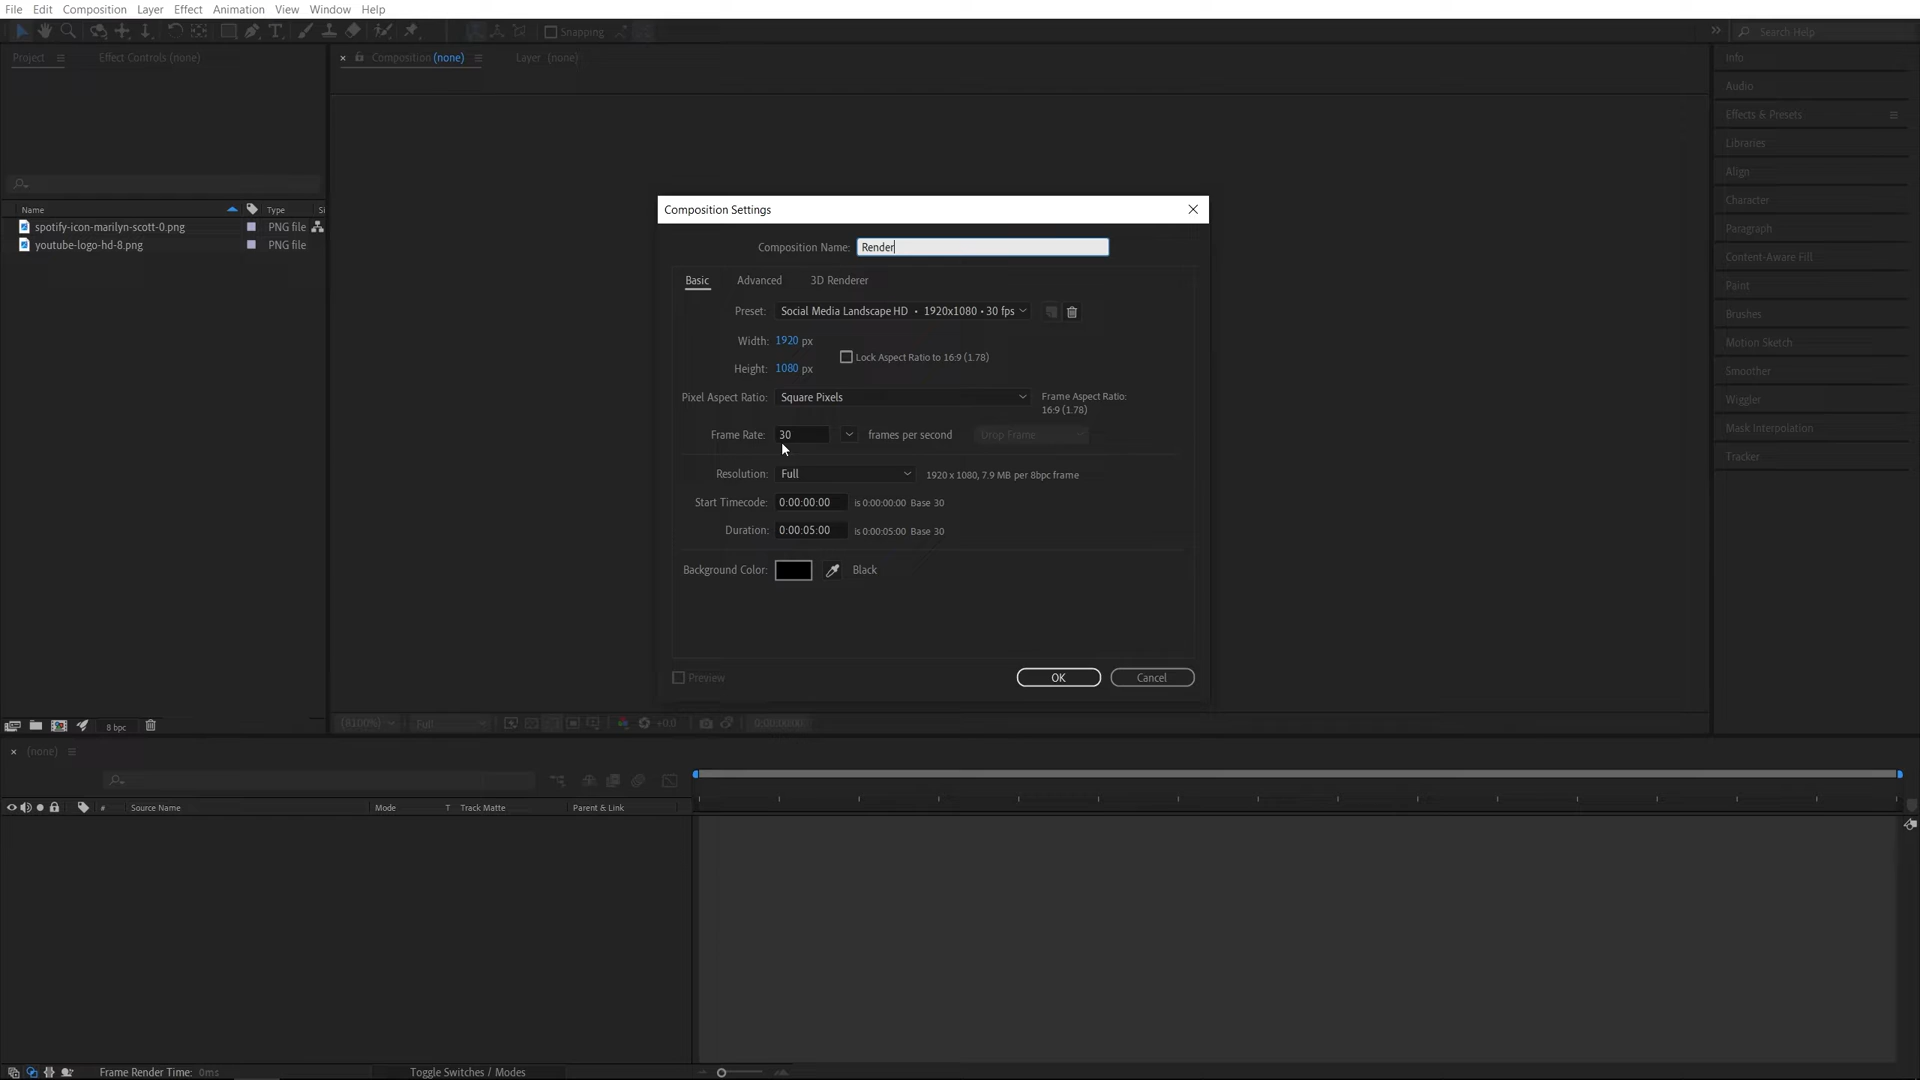 File Edit Composition Layer Effect Animation View Window Help
Snapping
Search Help
Project Effect Controls (none)
Composition (none)
Layer (none)
Info
Audio
Effects & Presets
Libraries
Align
Character
Paragraph
Content-Aware Fill
Paint
Brushes
Motion Sketch
Smoother
Wiggler
Mask Interpolation
Tracker
Name Type Si
spotify-icon-marilyn-scott-0.png PNG file
youtube-logo-hd-8.png PNG file
Composition Settings
Composition Name: Render
Basic Advanced 3D Renderer
Preset: Social Media Landscape HD • 1920x1080 • 30 fps
Width: 1920 px
Lock Aspect Ratio to 16:9 (1.78)
Height: 1080 px
Pixel Aspect Ratio: Square Pixels
Frame Aspect Ratio:
16:9 (1.78)
Frame Rate: 30 frames per second Drop Frame
Resolution: Full 1920 x 1080, 7.9 MB per 8bpc frame
Start Timecode: 0:00:00:00 is 0:00:00:00 Base 30
Duration: 0:00:05:00 is 0:00:05:00 Base 30
Background Color: Black
Preview OK Cancel
8 bpc
Full +0.0 0:00:00:00
(none)
# Source Name Mode T Track Matte Parent & Link
Frame Render Time: 0ms Toggle Switches / Modes